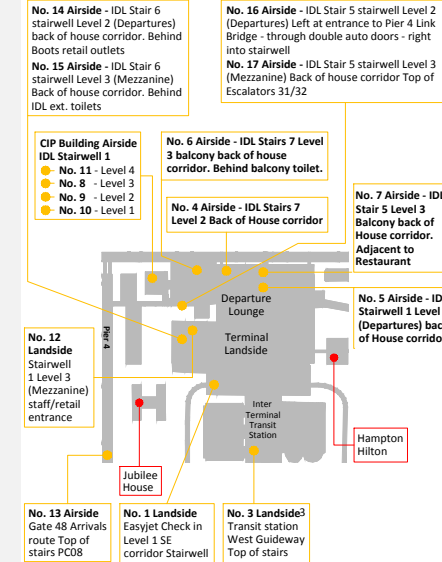 No. 14 Airside - IDL Stair 6
stairwell Level 2 (Departures)
back of house corridor. Behind
Boots retail outlets
No. 15 Airside - IDL Stair 6
stairwell Level 3 (Mezzanine)
Back of house corridor. Behind
IDL ext. toilets
No. 16 Airside - IDL Stair 5 stairwell Level 2
(Departures) Left at entrance to Pier 4 Link
Bridge - through double auto doors - right
into stairwell
No. 17 Airside - IDL Stair 5 stairwell Level 3
(Mezzanine) Back of house corridor Top of
Escalators 31/32
CIP Building Airside
IDL Stairwell 1
No. 11 - Level 4
No. 8 - Level 3
No. 9 - Level 2
No. 10 - Level 1
No. 6 Airside - IDL Stairs 7 Level
3 balcony back of house
corridor. Behind balcony toilet.
No. 4 Airside - IDL Stairs 7
Level 2 Back of House corridor
No. 7 Airside - IDL
Stair 5 Level 3
Balcony back of
House corridor.
Adjacent to
Restaurant
No. 5 Airside - ID
Stairwell 1 Level
(Departures) bac
of House corrido
Departure
Lounge
Terminal
Landside
Pier 4
No. 12
Landside
Stairwell
1 Level 3
(Mezzanine)
staff/retail
entrance
Inter
Terminal
Transit
Station
Hampton
Hilton
Jubilee
House
No. 13 Airside
Gate 48 Arrivals
route Top of
stairs PC08
No. 1 Landside
Easyjet Check in
Level 1 SE
corridor Stairwell
No. 3 Landside3
Transit station
West Guideway
Top of stairs